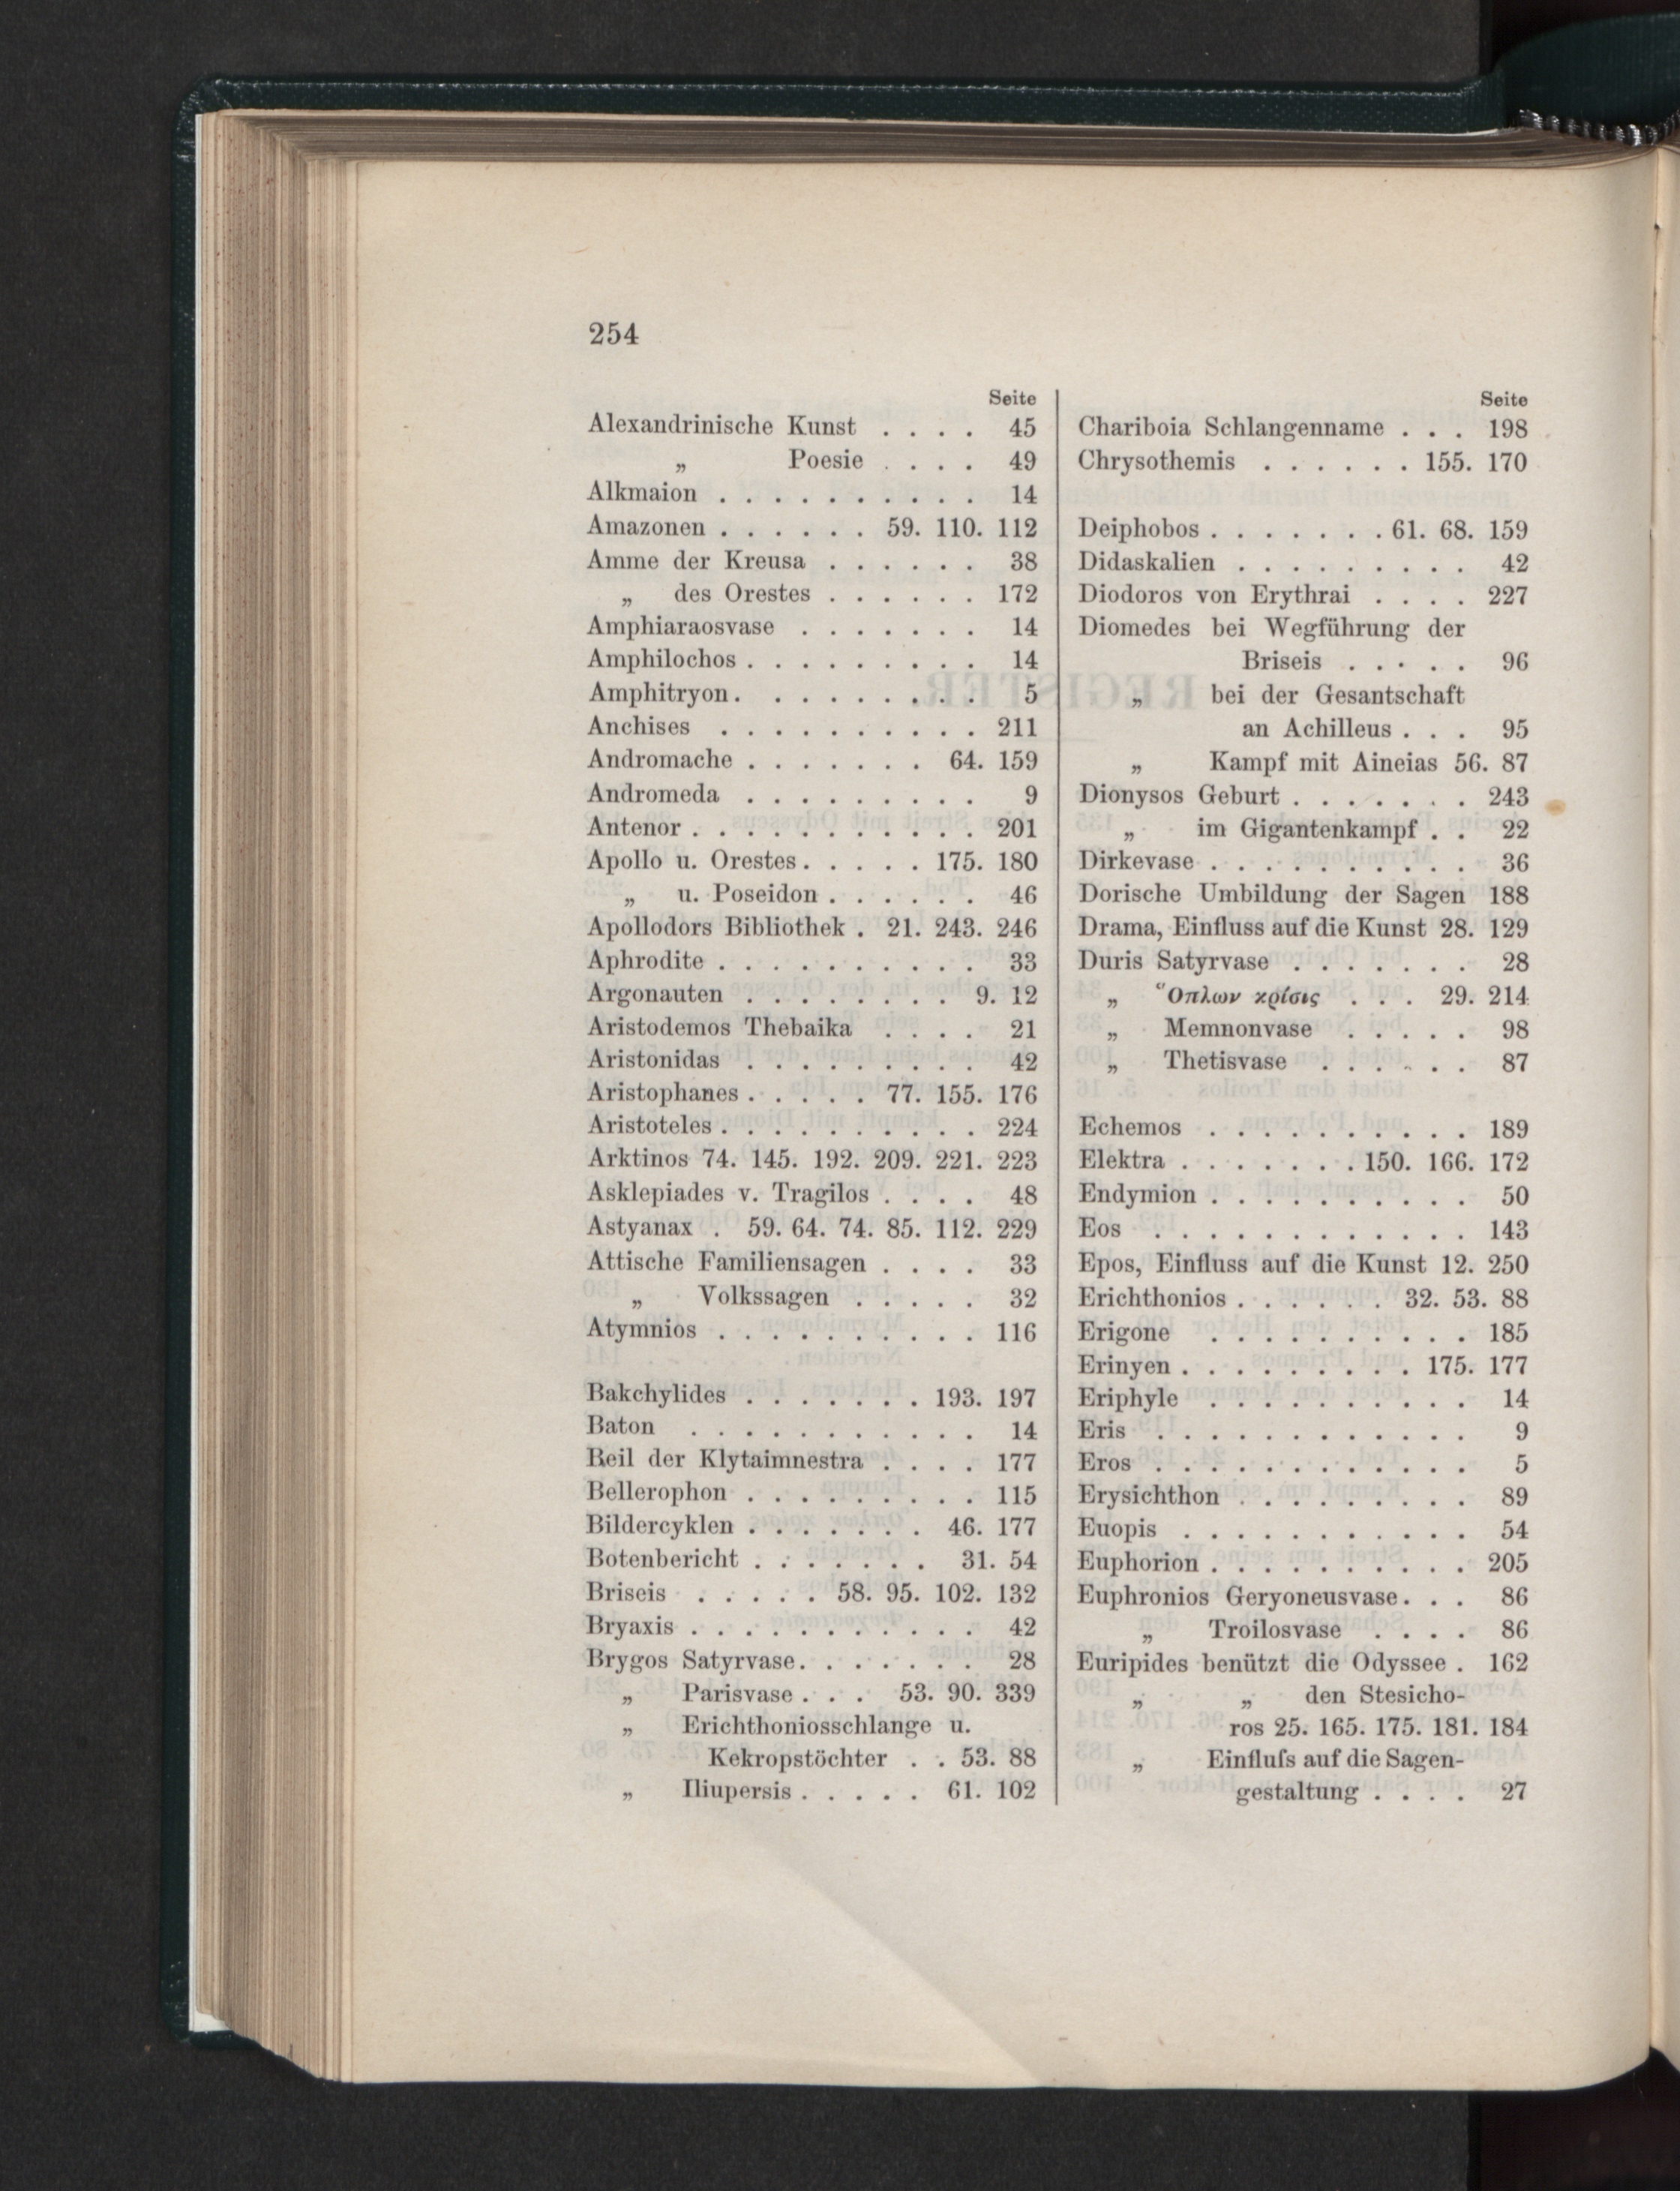 254
Seite
Alexandrinische Kunst . . . . 45
„ Poesie . . . . 49
Alkmaion . . . . . . . . . . 14
Amazonen . . . . . . 59. 110. 112
Amme der Kreusa . . . . . . 38
„ des Orestes . . . . . . 172
Amphiaraosvase . . . . . . . 14
Amphilochos . . . . . . . . . 14
Amphitryon . . . . . . . . . 5
Anchises . . . . . . . . . . 211
Andromache . . . . . . . 64. 159
Andromeda . . . . . . . . . 9
Antenor . . . . . . . . . . . 201
Apollo u. Orestes . . . . . 175. 180
„ u. Poseidon . . . . . . 46
Apollodors Bibliothek . 21. 243. 246
Aphrodite . . . . . . . . . . 33
Argonauten . . . . . . . . 9. 12
Aristodemos Thebaika . . . . 21
Aristonidas . . . . . . . . . 42
Aristophanes . . . . . 77. 155. 176
Aristoteles . . . . . . . . . . 224
Arktinos 74. 145. 192. 209. 221. 223
Asklepiades v. Tragilos . . . . 48
Astyanax . 59. 64. 74. 85. 112. 229
Attische Familiensagen . . . . 33
„ Volkssagen . . . . . 32
Atymnios . . . . . . . . . . 116
Bakchylides . . . . . . . 193. 197
Baton . . . . . . . . . . . 14
Beil der Klytaimnestra . . . . 177
Bellerophon . . . . . . . . . 115
Bildercyklen . . . . . . . 46. 177
Botenbericht . . . . . . . 31. 54
Briseis . . . . . 58. 95. 102. 132
Bryaxis . . . . . . . . . . . 42
Brygos Satyrvase . . . . . . . 28
„ Parisvase . . . 53. 90. 339
„ Erichthoniosschlange u.
Kekropstöchter . . 53. 88
„ Iliupersis . . . . . 61. 102
Seite
Chariboia Schlangenname . . . 198
Chrysothemis . . . . . . 155. 170
Deiphobos . . . . . . . 61. 68. 159
Didaskalien . . . . . . . . . 42
Diodoros von Erythrai . . . . 227
Diomedes bei Wegführung der
Briseis . . . . . 96
„ bei der Gesantschaft
an Achilleus . . . 95
„ Kampf mit Aineias 56. 87
Dionysos Geburt . . . . . . . 243
„ im Gigantenkampf . . 22
Dirkevase . . . . . . . . . . 36
Dorische Umbildung der Sagen 188
Drama, Einfluss auf die Kunst 28. 129
Duris Satyrvase . . . . . . . 28
„ Ὅπλων κρίσις . . . 29. 214
„ Memnonvase . . . . . 98
„ Thetisvase . . . . . . 87
Echemos . . . . . . . . . . 189
Elektra . . . . . . . 150. 166. 172
Endymion . . . . . . . . . . 50
Eos . . . . . . . . . . . . 143
Epos, Einfluss auf die Kunst 12. 250
Erichthonios . . . . . . 32. 53. 88
Erigone . . . . . . . . . . 185
Erinyen . . . . . . . . . 175. 177
Eriphyle . . . . . . . . . . 14
Eris . . . . . . . . . . . . 9
Eros . . . . . . . . . . . . 5
Erysichthon . . . . . . . . . 89
Euopis . . . . . . . . . . . 54
Euphorion . . . . . . . . . . 205
Euphronios Geryoneusvase . . . 86
„ Troilosvase . . . . 86
Euripides benützt die Odyssee . 162
„ „ den Stesicho-
ros 25. 165. 175. 181. 184
„ Einfluſs auf die Sagen-
gestaltung . . . . 27